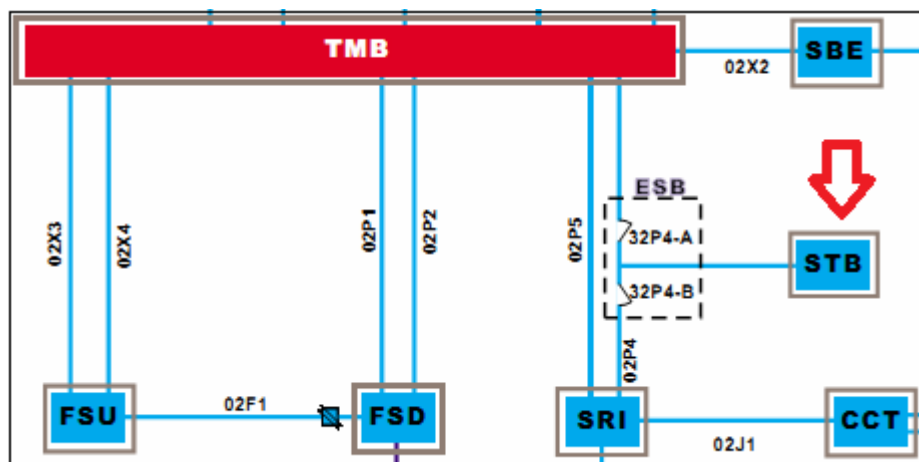 TMB
SBE
02X2
ESB
02X3
02X4
02P1
02P2
02P5
32P4-A
STB
32P4-B
02P4
FSU
02F1
FSD
SRI
02J1
CCT